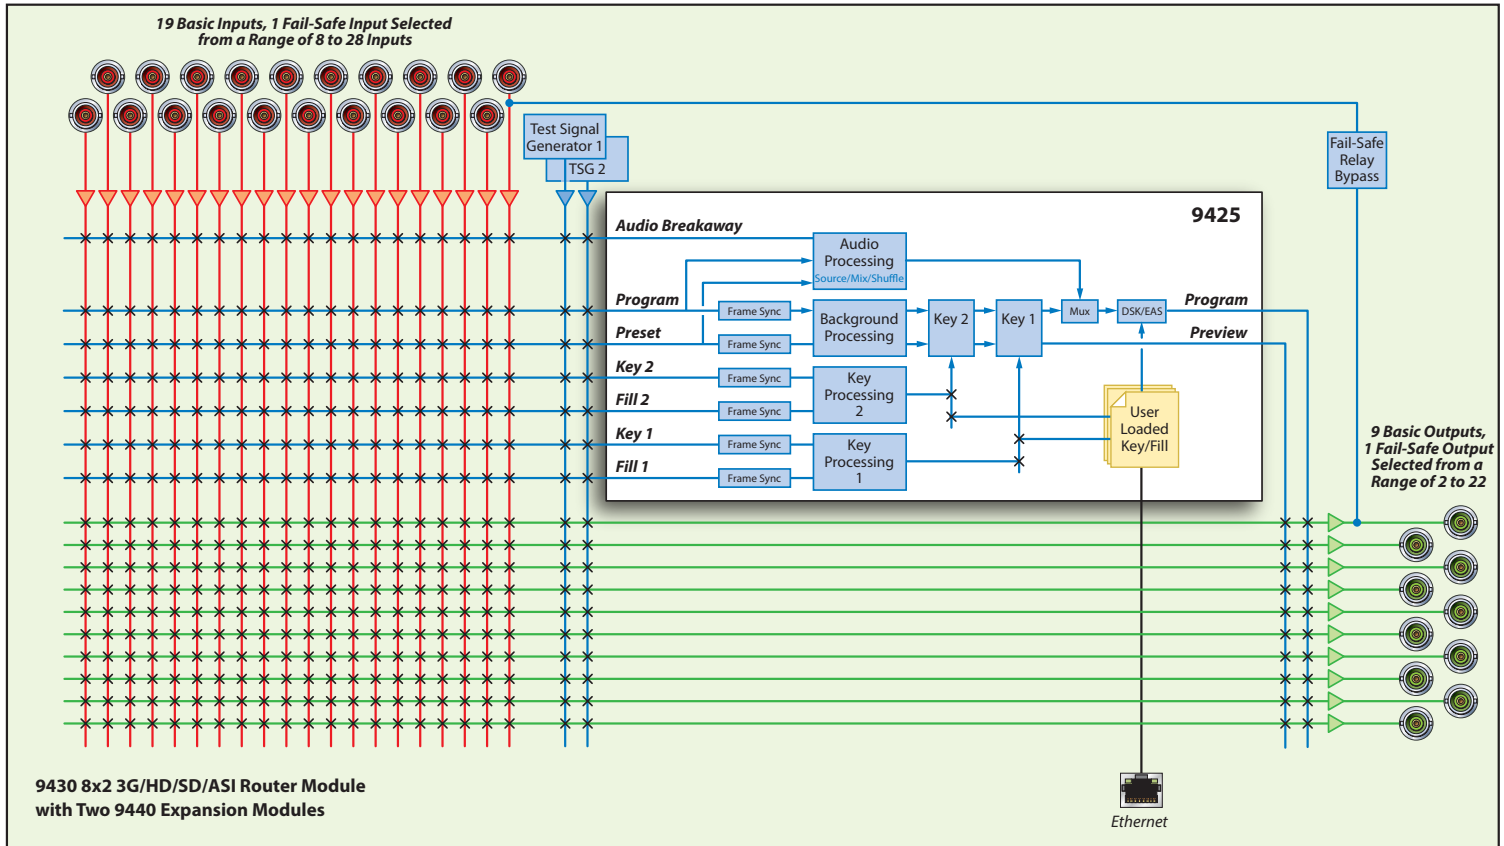 19 Basic Inputs, 1 Fail-Safe Input Selected
from a Range of 8 to 28 Inputs
Test Signal
Generator 1
TSG 2
Fail-Safe
Relay
Bypass
9425
Audio Breakaway
Audio
Processing
Source/Mix/Shuffle
Program
Frame Sync
Background
Processing
Key 2
Key 1
Mux
DSK/EAS
Program
Preset
Frame Sync
Preview
Key 2
Frame Sync
Key
Processing
2
Fill 2
Frame Sync
User
Loaded
Key/Fill
Key 1
Frame Sync
Key
Processing
1
Fill 1
Frame Sync
9 Basic Outputs,
1 Fail-Safe Output
Selected from a
Range of 2 to 22
9430 8x2 3G/HD/SD/ASI Router Module
with Two 9440 Expansion Modules
Ethernet